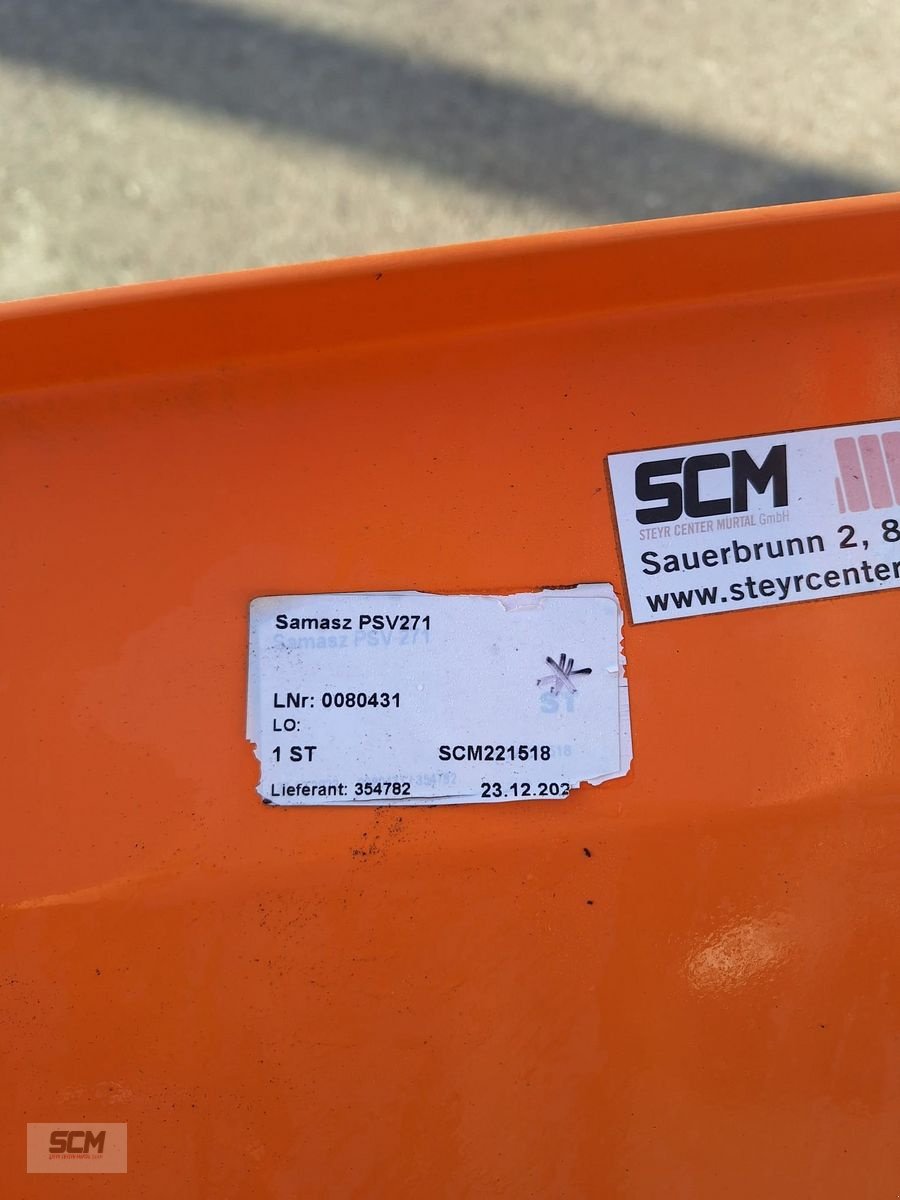 SCM
STEYR CENTER MURTAL GmbH
Sauerbrunn 2, 8
www.steyrcenter
Samasz PSV271
Samasz PSV 271
LNr: 0080431
ST
LO:
1 ST SCM221518
Lieferant: 354782 23.12.202
SCM